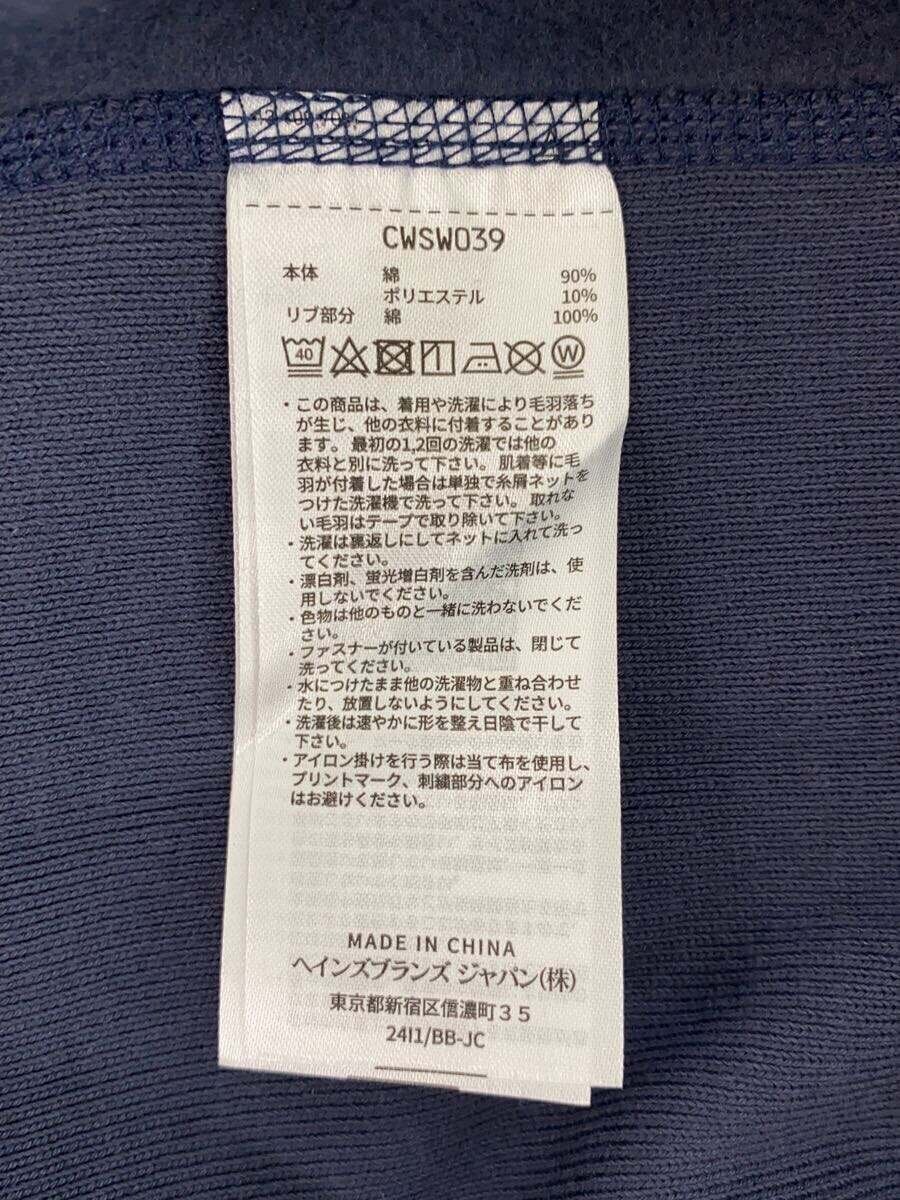 CWSW039
本体 綿 90%
ポリエステル 10%
リブ部分 綿 100%
40 W
・この商品は、着用や洗濯により毛羽落ち
が生じ、他の衣料に付着することがあり
ます。最初の1,2回の洗濯では他の
衣料と別に洗って下さい。肌着等に毛
羽が付着した場合は単独で糸屑ネットを
つけた洗濯機で洗って下さい。取れな
い毛羽はテープで取り除いて下さい。
・洗濯は裏返しにしてネットに入れて洗っ
てください。
・漂白剤、蛍光増白剤を含んだ洗剤は、使
用しないでください。
・色物は他のものと一緒に洗わないでくだ
さい。
・ファスナーが付いている製品は、閉じて
洗ってください。
・水につけたまま他の洗濯物と重ね合わせ
たり、放置しないようにしてください。
・洗濯後は速やかに形を整え日陰で干して
下さい。
・アイロン掛けを行う際は当て布を使用し、
プリントマーク、刺繍部分へのアイロン
はお避けください。
MADE IN CHINA
ヘインズブランズ ジャパン(株)
東京都新宿区信濃町35
24I1/BB-JC